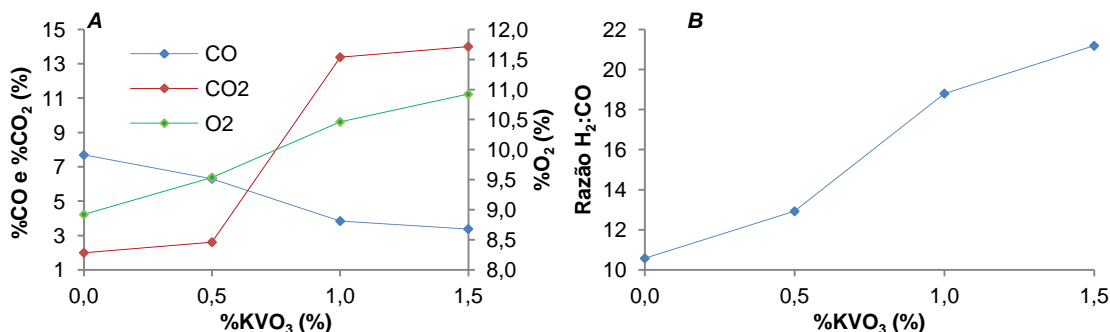 A
15
13
11
9
7
5
3
1
%CO e %CO₂ (%)
CO
CO2
O2
12,0
11,5
11,0
10,5
10,0
9,5
9,0
8,5
8,0
%O₂ (%)
0,0 0,5 1,0 1,5
%KVO₃ (%)
B
22
20
18
16
14
12
10
Razão H₂:CO
0,0 0,5 1,0 1,5
%KVO₃ (%)